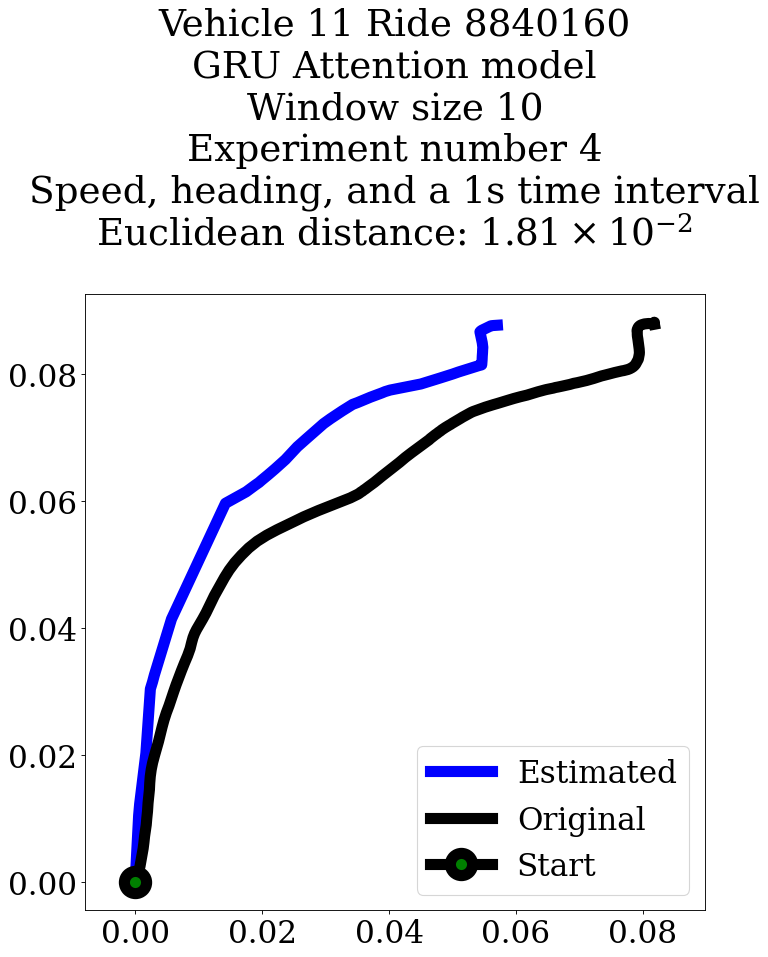 Vehicle 11 Ride 8840160
GRU Attention model
Window size 10
Experiment number 4
Speed, heading, and a 1s time interval
Euclidean distance: 1.81 × 10⁻²
0.08
0.06
0.04
0.02
0.00
Estimated
Original
Start
0.00 0.02 0.04 0.06 0.08